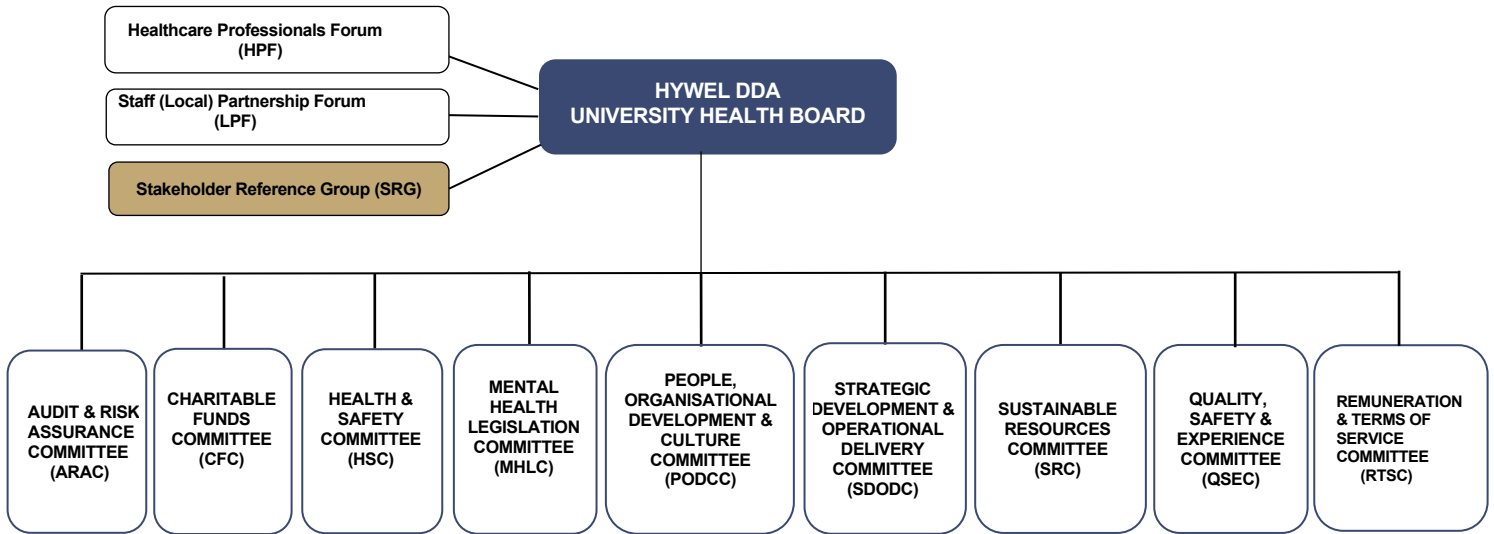 Healthcare Professionals Forum
(HPF)
Staff (Local) Partnership Forum
(LPF)
Stakeholder Reference Group (SRG)
HYWEL DDA
UNIVERSITY HEALTH BOARD
AUDIT & RISK
ASSURANCE
COMMITTEE
(ARAC)
CHARITABLE
FUNDS
COMMITTEE
(CFC)
HEALTH &
SAFETY
COMMITTEE
(HSC)
MENTAL
HEALTH
LEGISLATION
COMMITTEE
(MHLC)
PEOPLE,
ORGANISATIONAL
DEVELOPMENT &
CULTURE
COMMITTEE
(PODCC)
STRATEGIC
DEVELOPMENT &
OPERATIONAL
DELIVERY
COMMITTEE
(SDODC)
SUSTAINABLE
RESOURCES
COMMITTEE
(SRC)
QUALITY,
SAFETY &
EXPERIENCE
COMMITTEE
(QSEC)
REMUNERATION
& TERMS OF
SERVICE
COMMITTEE
(RTSC)